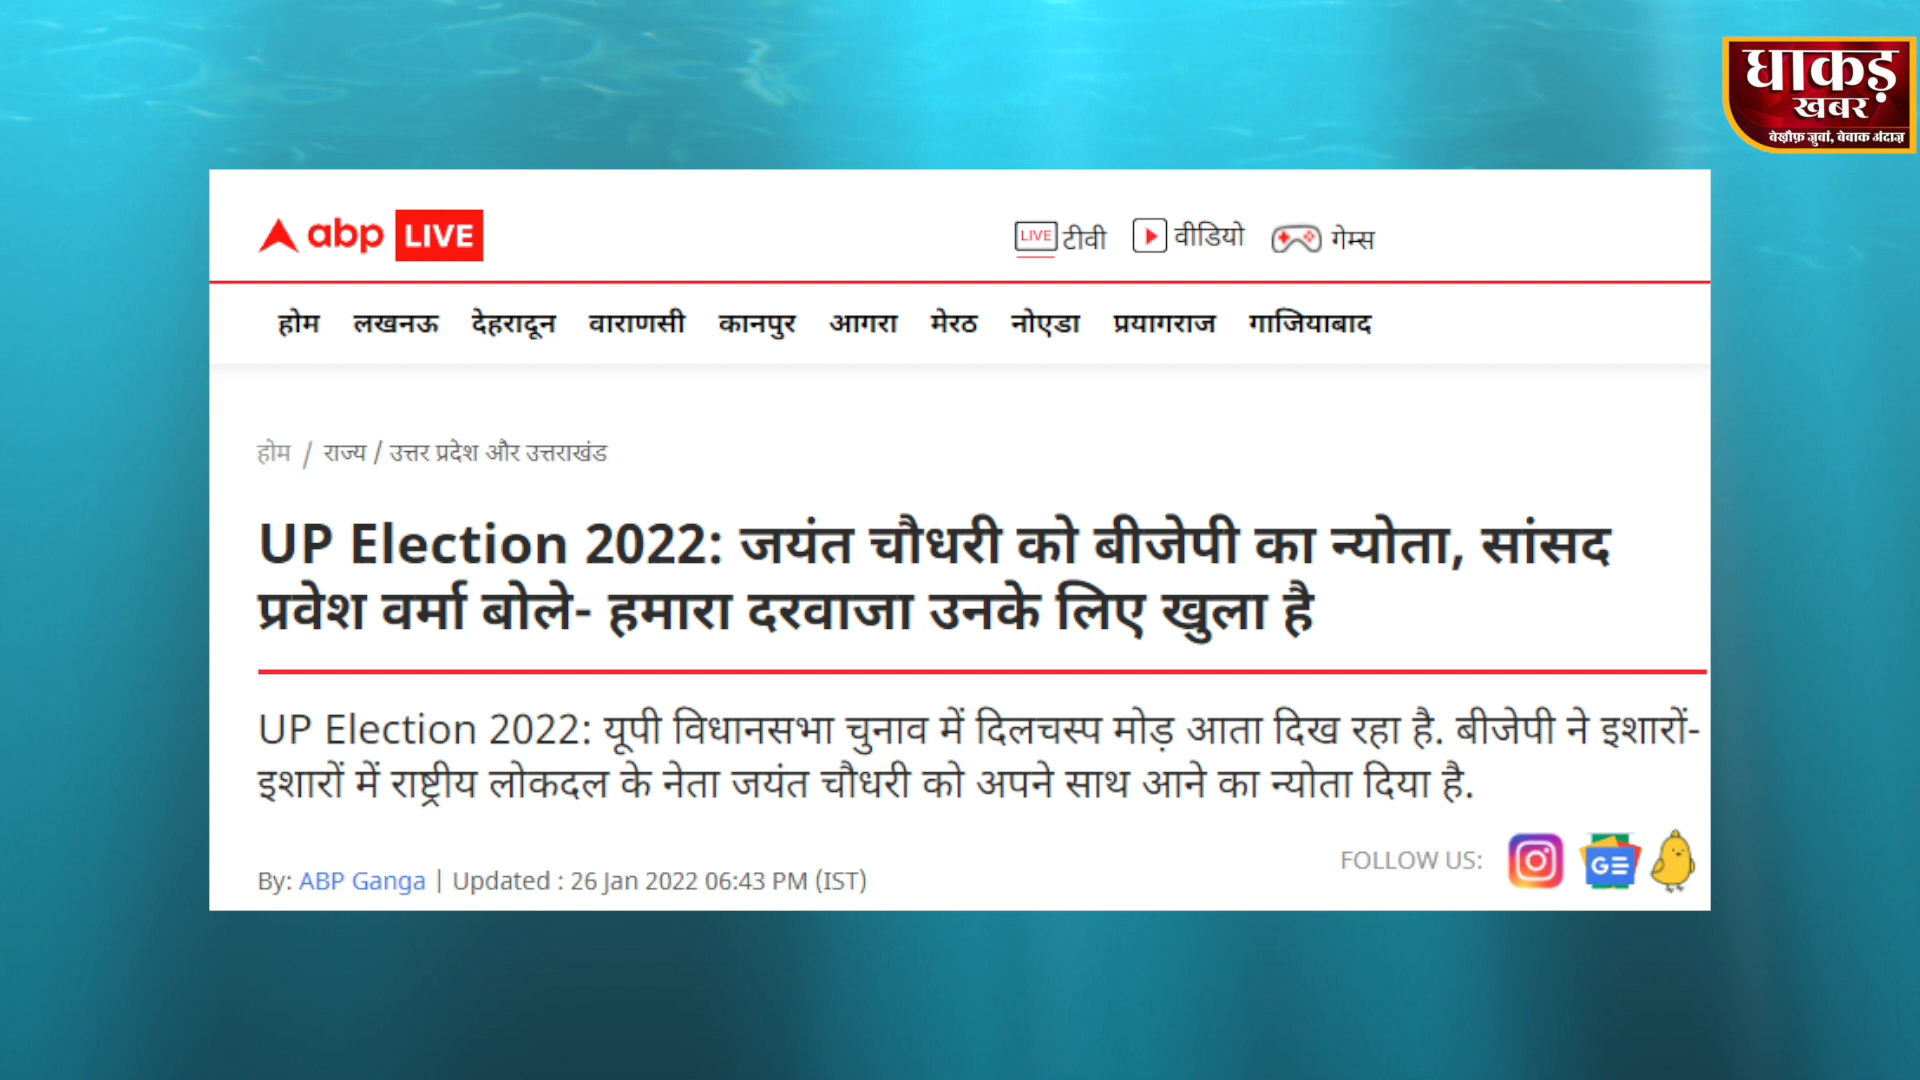 धाकड़
खबर
बेख़ौफ़ जुबां, बेबाक अंदाज़
abp LIVE
LIVE टीवी वीडियो गेम्स
होम लखनऊ देहरादून वाराणसी कानपुर आगरा मेरठ नोएडा प्रयागराज गाजियाबाद
होम / राज्य / उत्तर प्रदेश और उत्तराखंड
UP Election 2022: जयंत चौधरी को बीजेपी का न्योता, सांसद
प्रवेश वर्मा बोले- हमारा दरवाजा उनके लिए खुला है
UP Election 2022: यूपी विधानसभा चुनाव में दिलचस्प मोड़ आता दिख रहा है. बीजेपी ने इशारों-
इशारों में राष्ट्रीय लोकदल के नेता जयंत चौधरी को अपने साथ आने का न्योता दिया है.
FOLLOW US: GE
By: ABP Ganga | Updated : 26 Jan 2022 06:43 PM (IST)